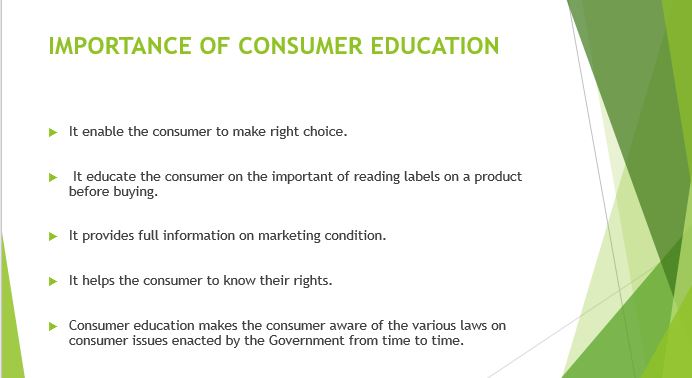 IMPORTANCE OF CONSUMER EDUCATION
It enable the consumer to make right choice.
It educate the consumer on the important of reading labels on a product
before buying.
It provides full information on marketing condition.
It helps the consumer to know their rights.
Consumer education makes the consumer aware of the various laws on
consumer issues enacted by the Government from time to time.